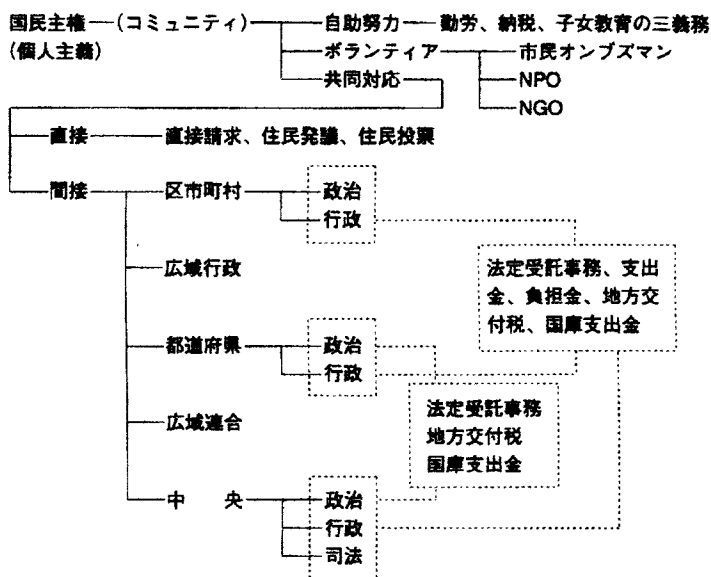 国民主権 (コミュニティ) 自助努力 勤労、納税、子女教育の三義務
(個人主義) ボランティア 市民オンブズマン
共同対応 NPO
NGO
直接 直接請求、住民発議、住民投票
間接 区市町村 政治
行政
広域行政
法定受託事務、支出
金、負担金、地方交
付税、国庫支出金
都道府県 政治
行政
広域連合
法定受託事務
地方交付税
国庫支出金
中 央 政治
行政
司法